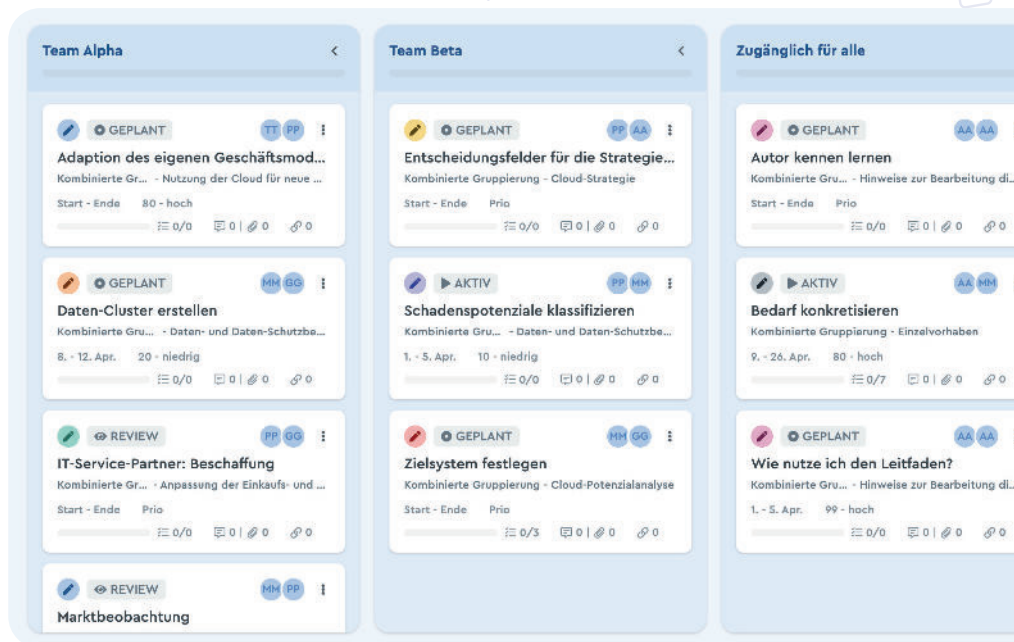 Team Alpha
GEPLANT TT PP
Adaption des eigenen Geschäftsmod...
Kombinierte Gr... - Nutzung der Cloud für neue ...
Start - Ende 80 - hoch
0/0 0 | 0 0
GEPLANT MM GG
Daten-Cluster erstellen
Kombinierte Gru... - Daten- und Daten-Schutzbe...
8. - 12. Apr. 20 - niedrig
0/0 0 | 0 0
REVIEW PP GG
IT-Service-Partner: Beschaffung
Kombinierte Gr... - Anpassung der Einkaufs- und ...
Start - Ende Prio
0/0 0 | 0 0
REVIEW MM PP
Marktbeobachtung
Team Beta
GEPLANT PP AA
Entscheidungsfelder für die Strategie...
Kombinierte Gruppierung - Cloud-Strategie
Start - Ende Prio
0/0 0 | 0 0
AKTIV PP MM
Schadenspotenziale klassifizieren
Kombinierte Gru... - Daten- und Daten-Schutzbe...
1. - 5. Apr. 10 - niedrig
0/0 0 | 0 0
GEPLANT MM GG
Zielsystem festlegen
Kombinierte Gruppierung - Cloud-Potenzialanalyse
Start - Ende Prio
0/3 0 | 0 0
Zugänglich für alle
GEPLANT AA AA
Autor kennen lernen
Kombinierte Gru... - Hinweise zur Bearbeitung di...
Start - Ende Prio
0/0 0 | 0 0
AKTIV AA MM
Bedarf konkretisieren
Kombinierte Gruppierung - Einzelvorhaben
9. - 26. Apr. 80 - hoch
0/7 0 | 0 0
GEPLANT AA AA
Wie nutze ich den Leitfaden?
Kombinierte Gru... - Hinweise zur Bearbeitung di...
1. - 5. Apr. 99 - hoch
0/0 0 | 0 0